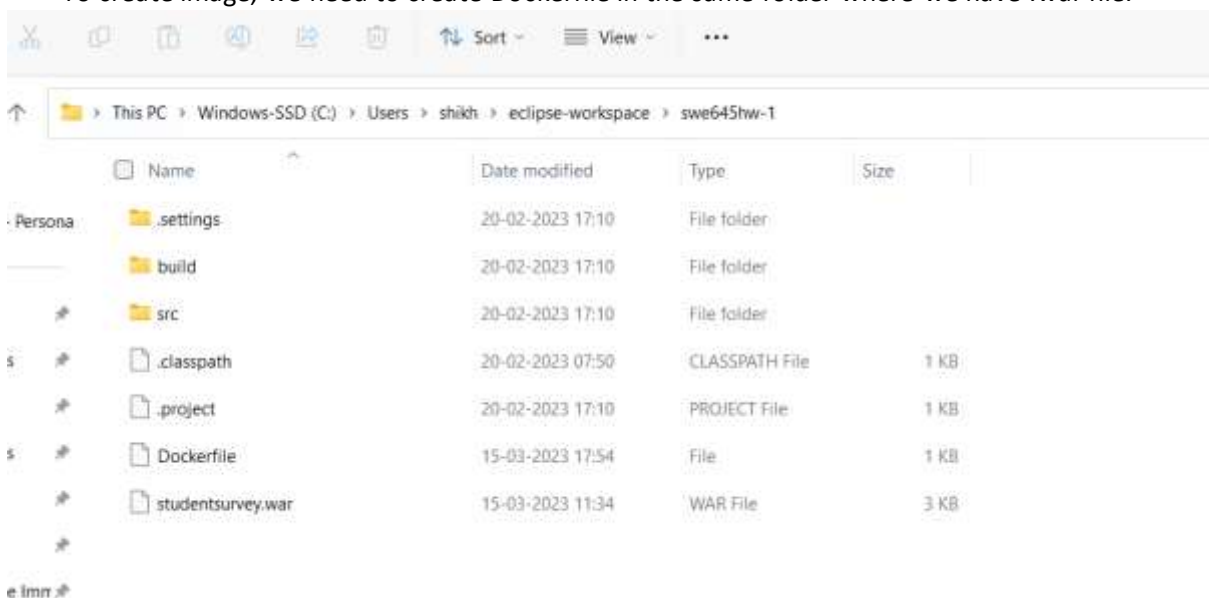 To create image, we need to create Dockerfile in the same folder where we have .war file.
Sort View
This PC > Windows-SSD (C:) > Users > shikh > eclipse-workspace > swe645hw-1
Name Date modified Type Size
- Persona
.settings 20-02-2023 17:10 File folder
build 20-02-2023 17:10 File folder
src 20-02-2023 17:10 File folder
s .classpath 20-02-2023 07:50 CLASSPATH File 1 KB
.project 20-02-2023 17:10 PROJECT File 1 KB
s Dockerfile 15-03-2023 17:54 File 1 KB
studentsurvey.war 15-03-2023 11:34 WAR File 3 KB
e Imm